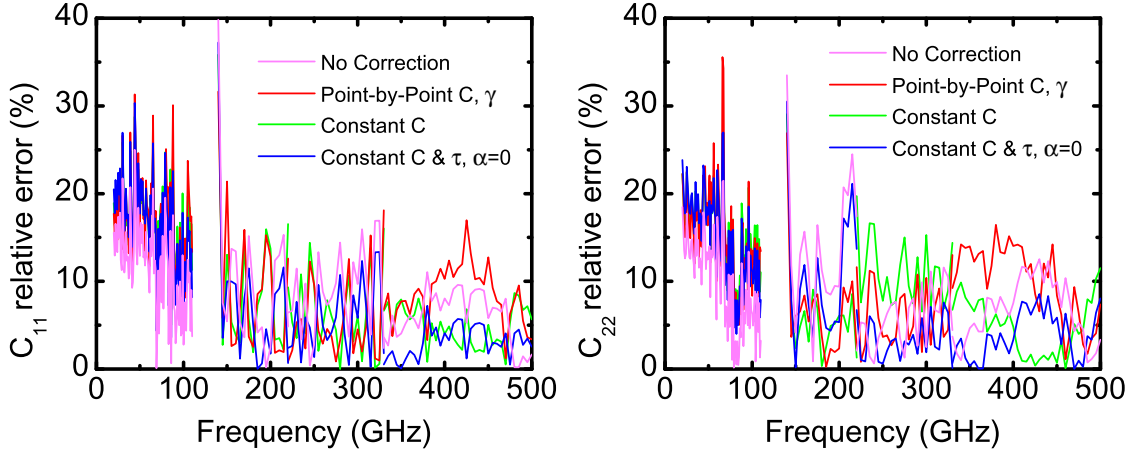 40
30
20
10
0
0 100 200 300 400 500
C11 relative error (%)
Frequency (GHz)
No Correction
Point-by-Point C, γ
Constant C
Constant C & τ, α=0
40
30
20
10
0
0 100 200 300 400 500
C22 relative error (%)
Frequency (GHz)
No Correction
Point-by-Point C, γ
Constant C
Constant C & τ, α=0